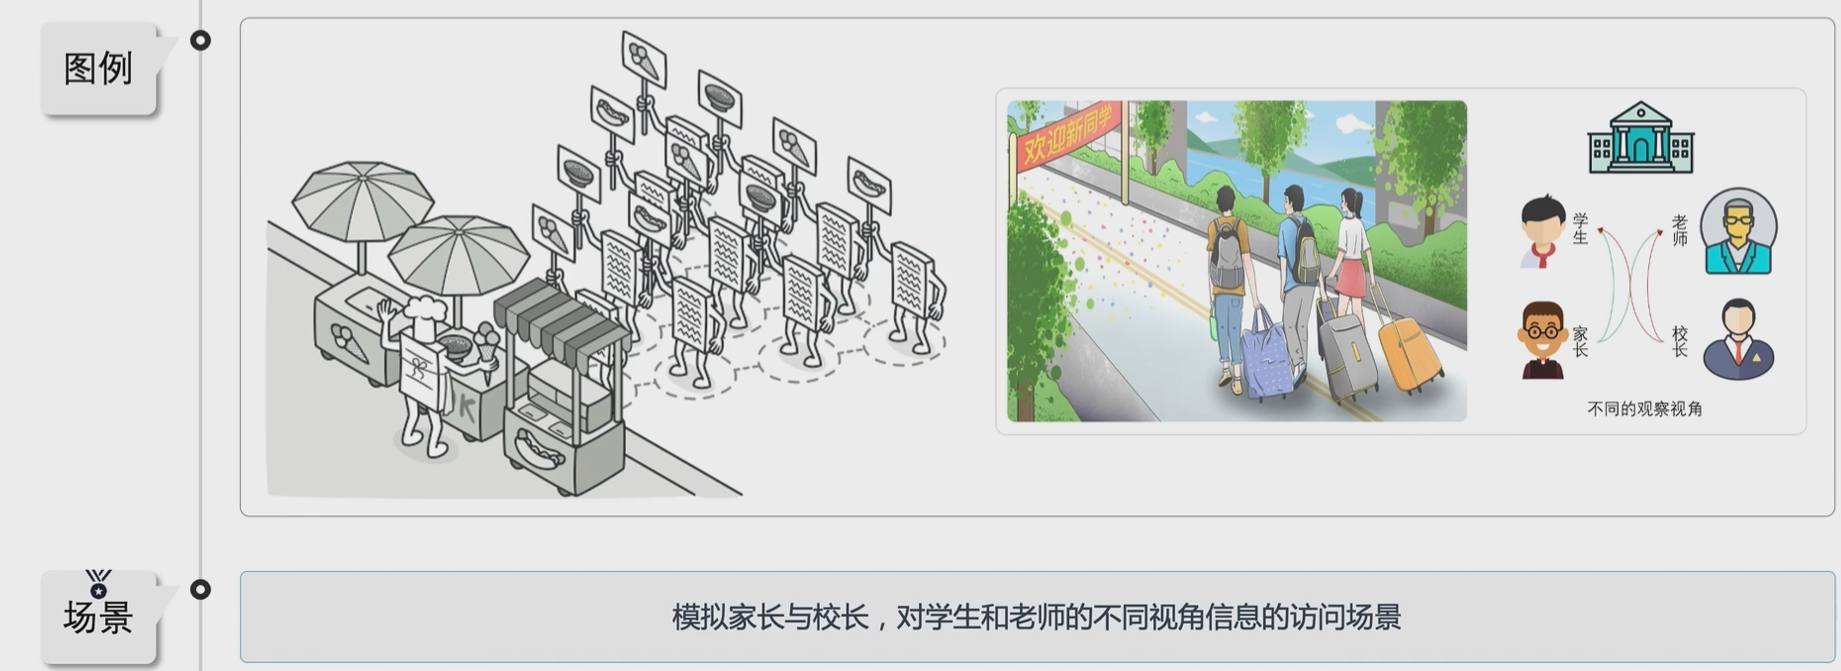 图例
欢迎新同学
学生
老师
家长
校长
不同的观察视角
K
场景
模拟家长与校长，对学生和老师的不同视角信息的访问场景